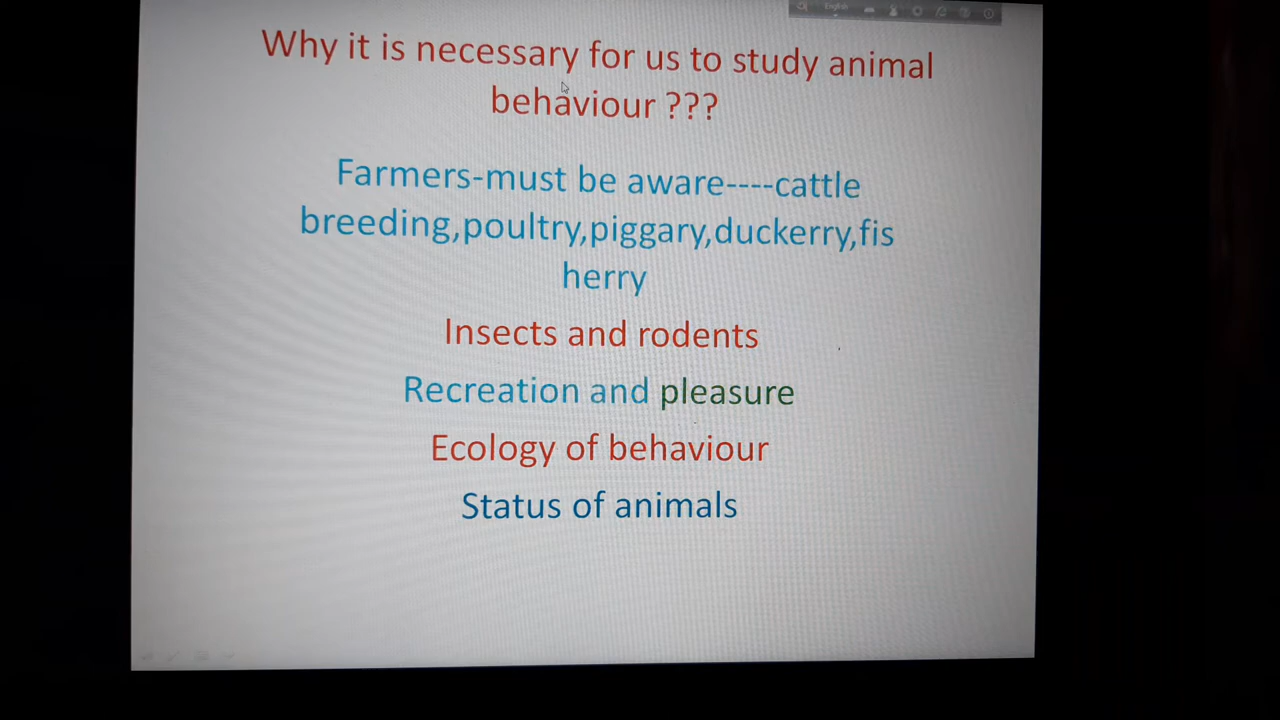 English
Why it is necessary for us to study animal
behaviour ???
Farmers-must be aware----cattle
breeding,poultry,piggary,duckerry,fis
herry
Insects and rodents
Recreation and pleasure
Ecology of behaviour
Status of animals